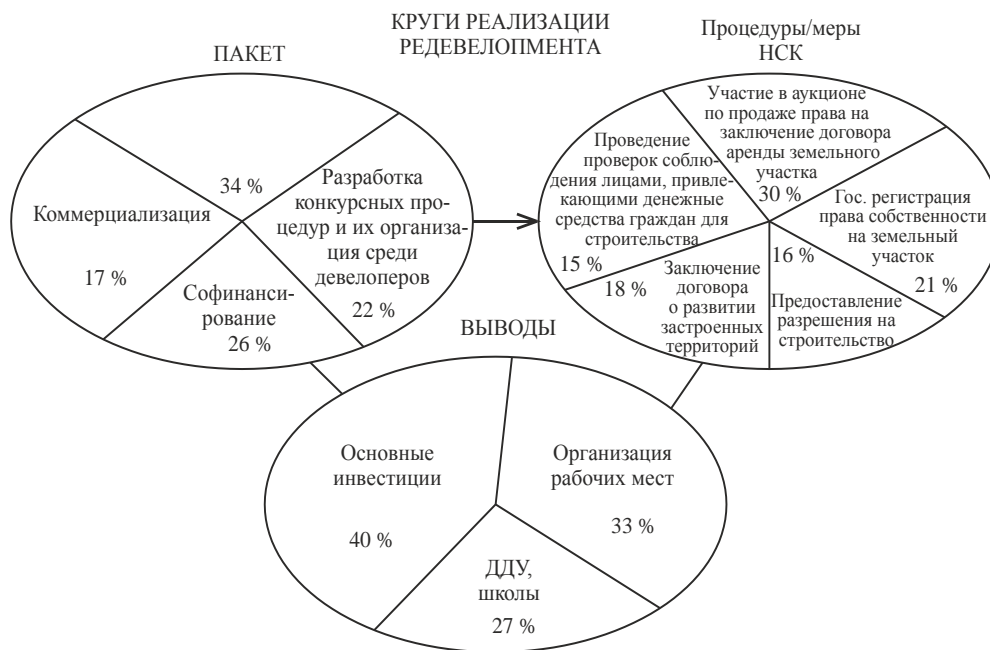 КРУГИ РЕАЛИЗАЦИИ
РЕДЕВЕЛОПМЕНТА
ПАКЕТ
34 %
Коммерциализация
17 %
Разработка
конкурсных про-
цедур и их организа-
ция среди
девелоперов
22 %
Софинанси-
рование
26 %
Процедуры/меры
НСК
Участие в аукционе
по продаже права на
заключение договора
аренды земельного
участка
30 %
Проведение
проверок соблю-
дения лицами, привле-
кающими денежные
средства граждан для
строительства
15 %
Гос. регистрация
права собственности
на земельный
участок
21 %
18 %
Заключение
договора
о развитии
застроенных
территорий
16 %
Предоставление
разрешения на
строительство
ВЫВОДЫ
Основные
инвестиции
40 %
Организация
рабочих мест
33 %
ДДУ,
школы
27 %